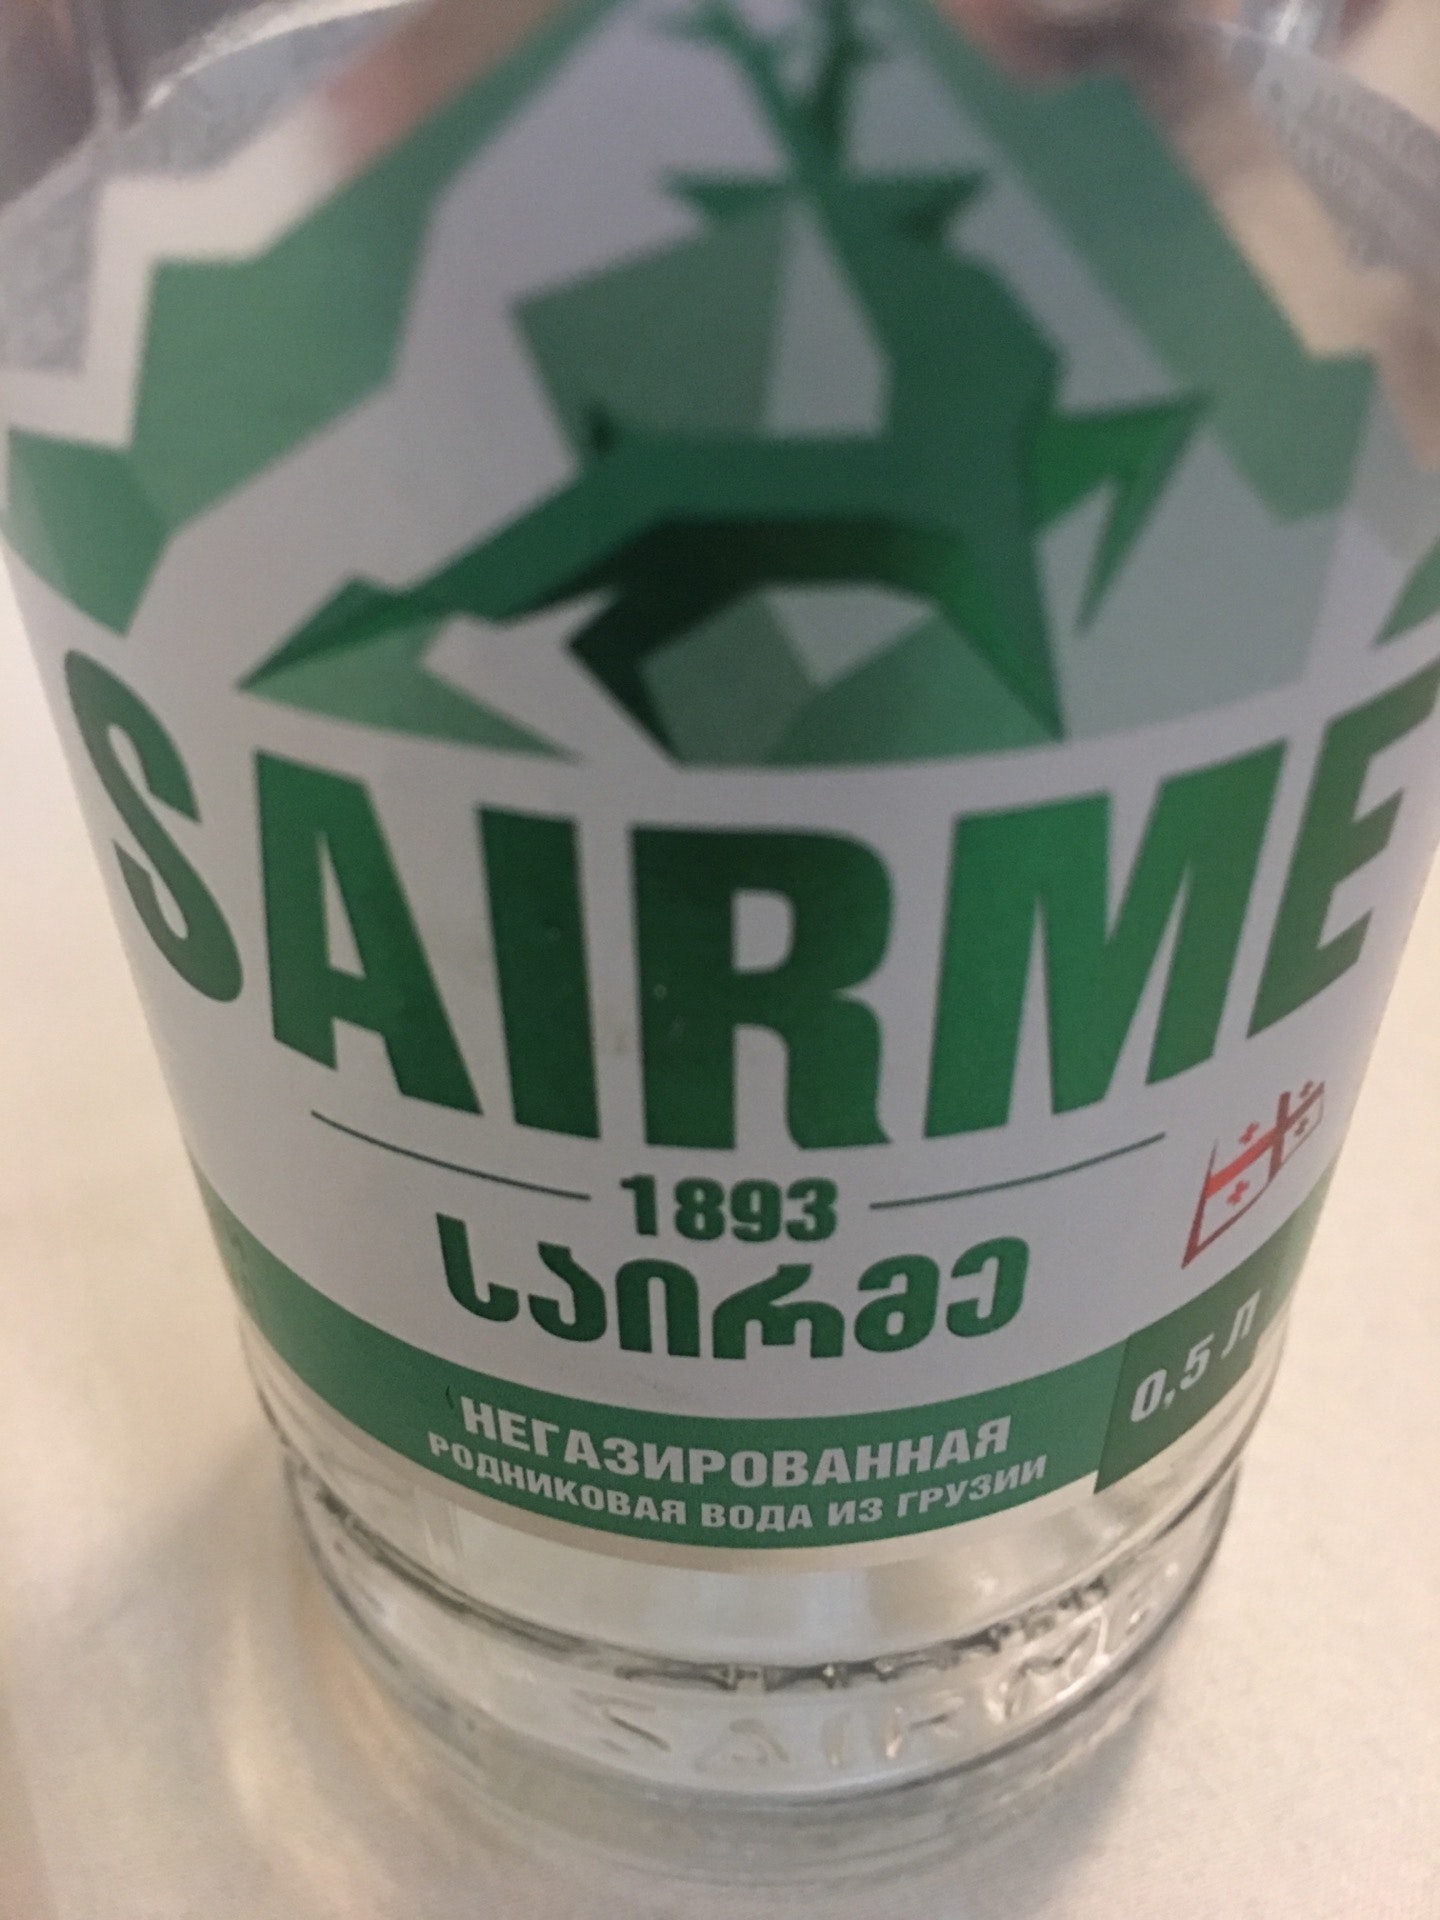 SAIRME
1893
საირმე
0,5 Л
НЕГАЗИРОВАННАЯ
РОДНИКОВАЯ ВОДА ИЗ ГРУЗИИ
SAIRME